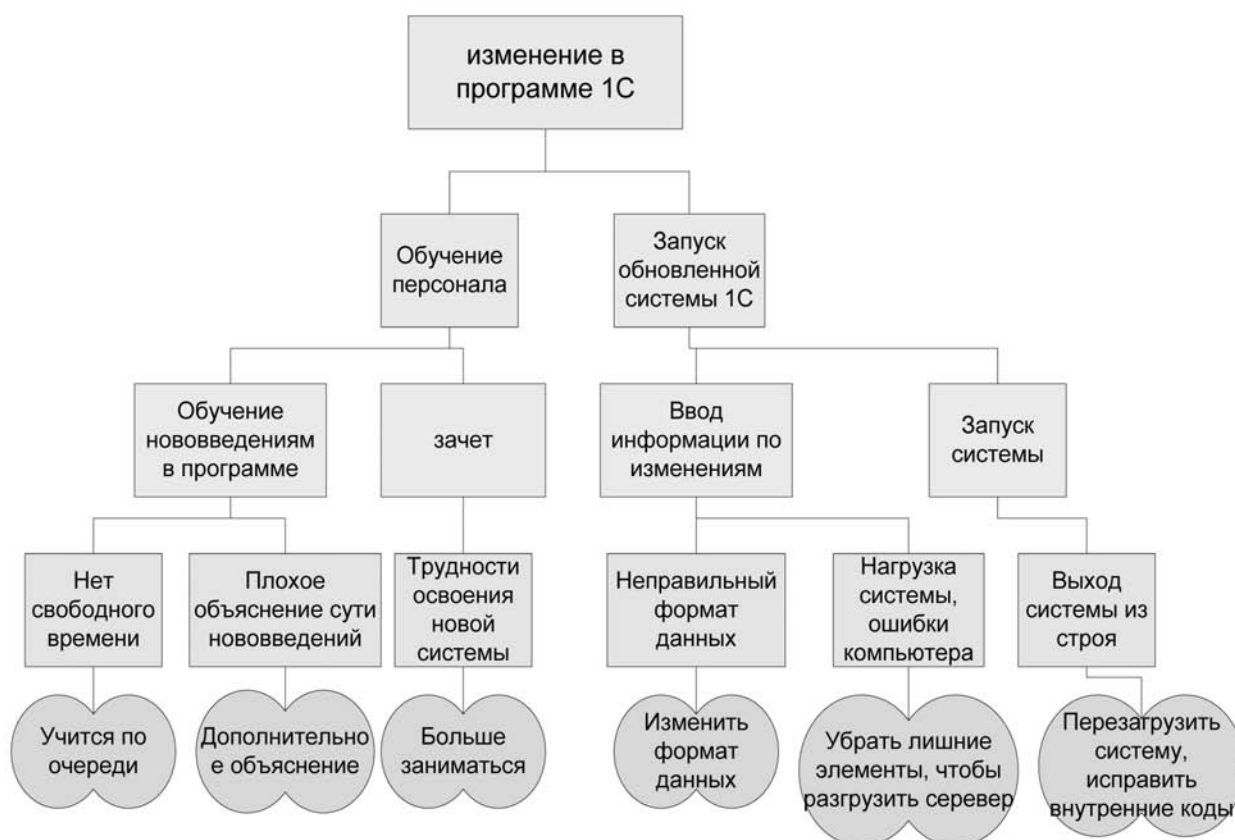 изменение в
программе 1С
Обучение
персонала
Запуск
обновленной
системы 1С
Обучение
нововведениям
в программе
зачет
Ввод
информации по
изменениям
Запуск
системы
Нет
свободного
времени
Плохое
объяснение сути
нововведений
Трудности
освоения
новой
системы
Неправильный
формат
данных
Нагрузка
системы,
ошибки
компьютера
Выход
системы из
строя
Учится по
очереди
Дополнительно
е объяснение
Больше
заниматься
Изменить
формат
данных
Убрать лишние
элементы, чтобы
разгрузить серевер
Перезагрузить
систему,
исправить
внутренние коды